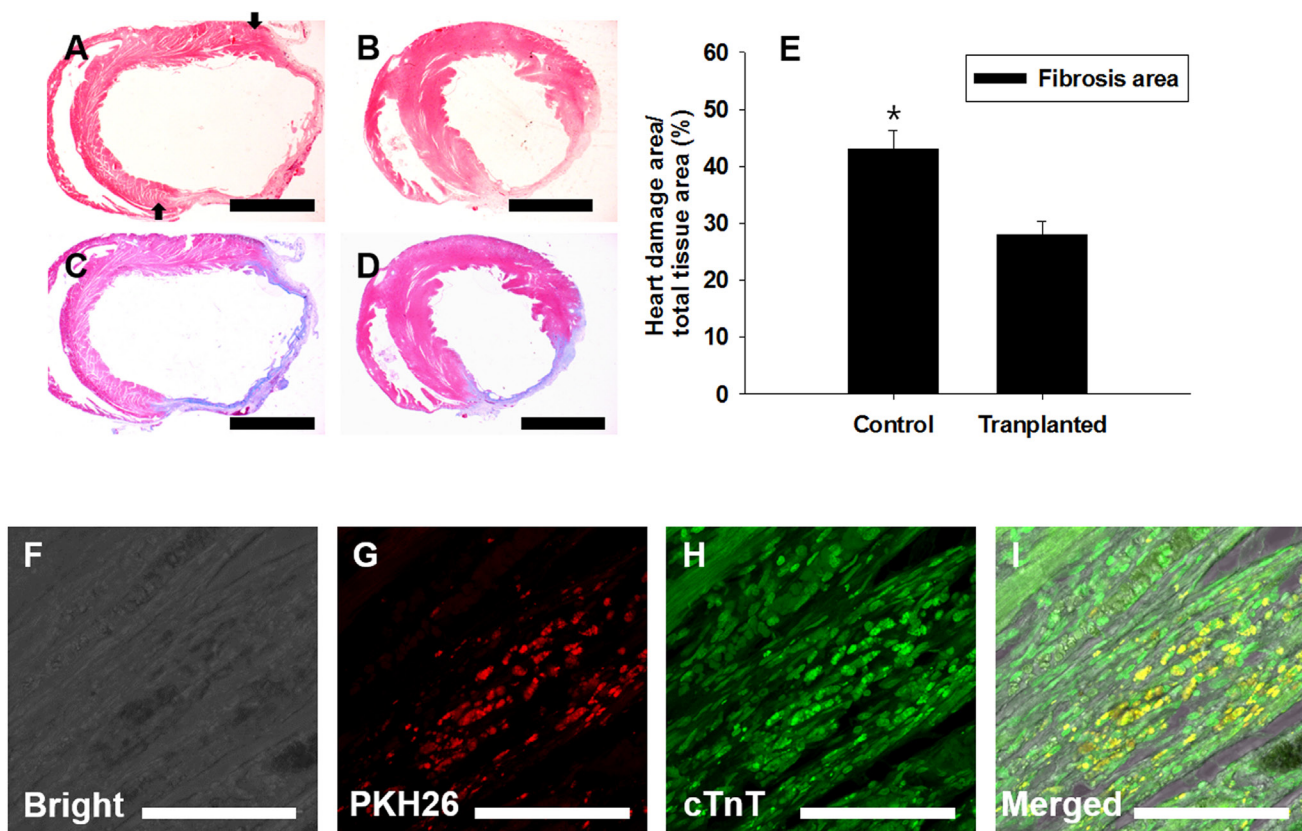 A
B
C
D
E
60
50
40
30
20
10
0
Heart damage area/
total tissue area (%)
Fibrosis area
*
Control
Tranplanted
F
Bright
G
PKH26
H
cTnT
I
Merged